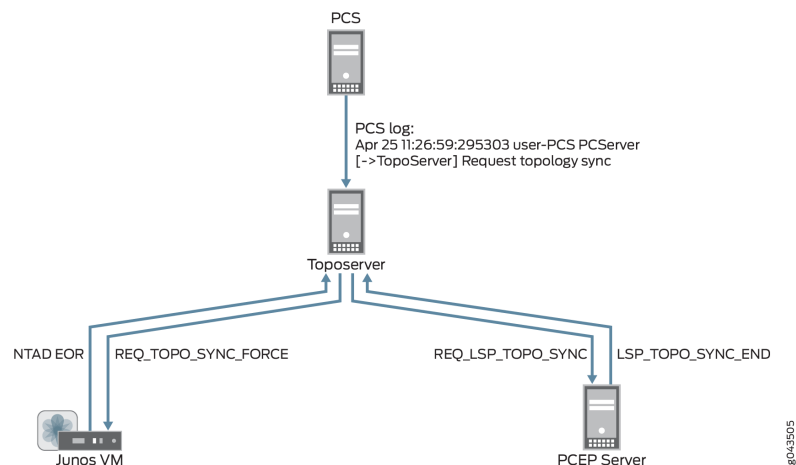 PCS
PCS log:
Apr 25 11:26:59:295303 user-PCS PCServer
[->TopoServer] Request topology sync
Toposerver
NTAD EOR
REQ_TOPO_SYNC_FORCE
REQ_LSP_TOPO_SYNC
LSP_TOPO_SYNC_END
Junos VM
PCEP Server
g043505